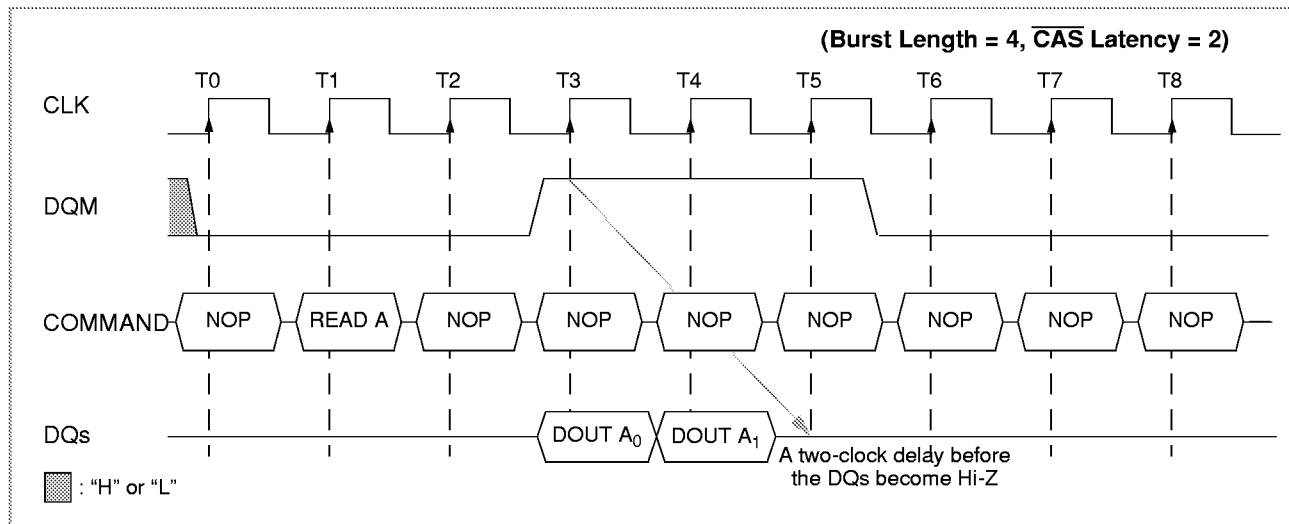 (Burst Length = 4, CAS Latency = 2)
T0 T1 T2 T3 T4 T5 T6 T7 T8
CLK
DQM
COMMAND NOP READ A NOP NOP NOP NOP NOP NOP NOP
DQs DOUT A0 DOUT A1
A two-clock delay before
the DQs become Hi-Z
: “H” or “L”